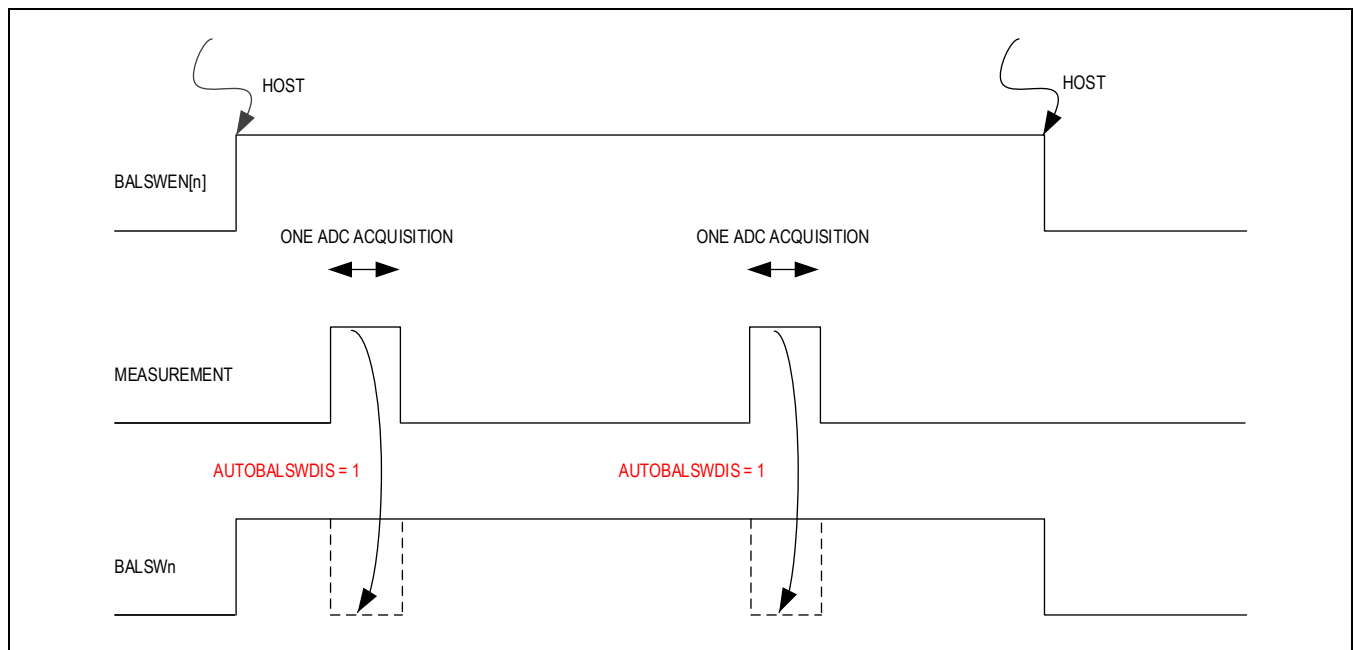 HOST
HOST
BALSWEN[n]
ONE ADC ACQUISITION
ONE ADC ACQUISITION
MEASUREMENT
AUTOBALSWDIS = 1
AUTOBALSWDIS = 1
BALSWn